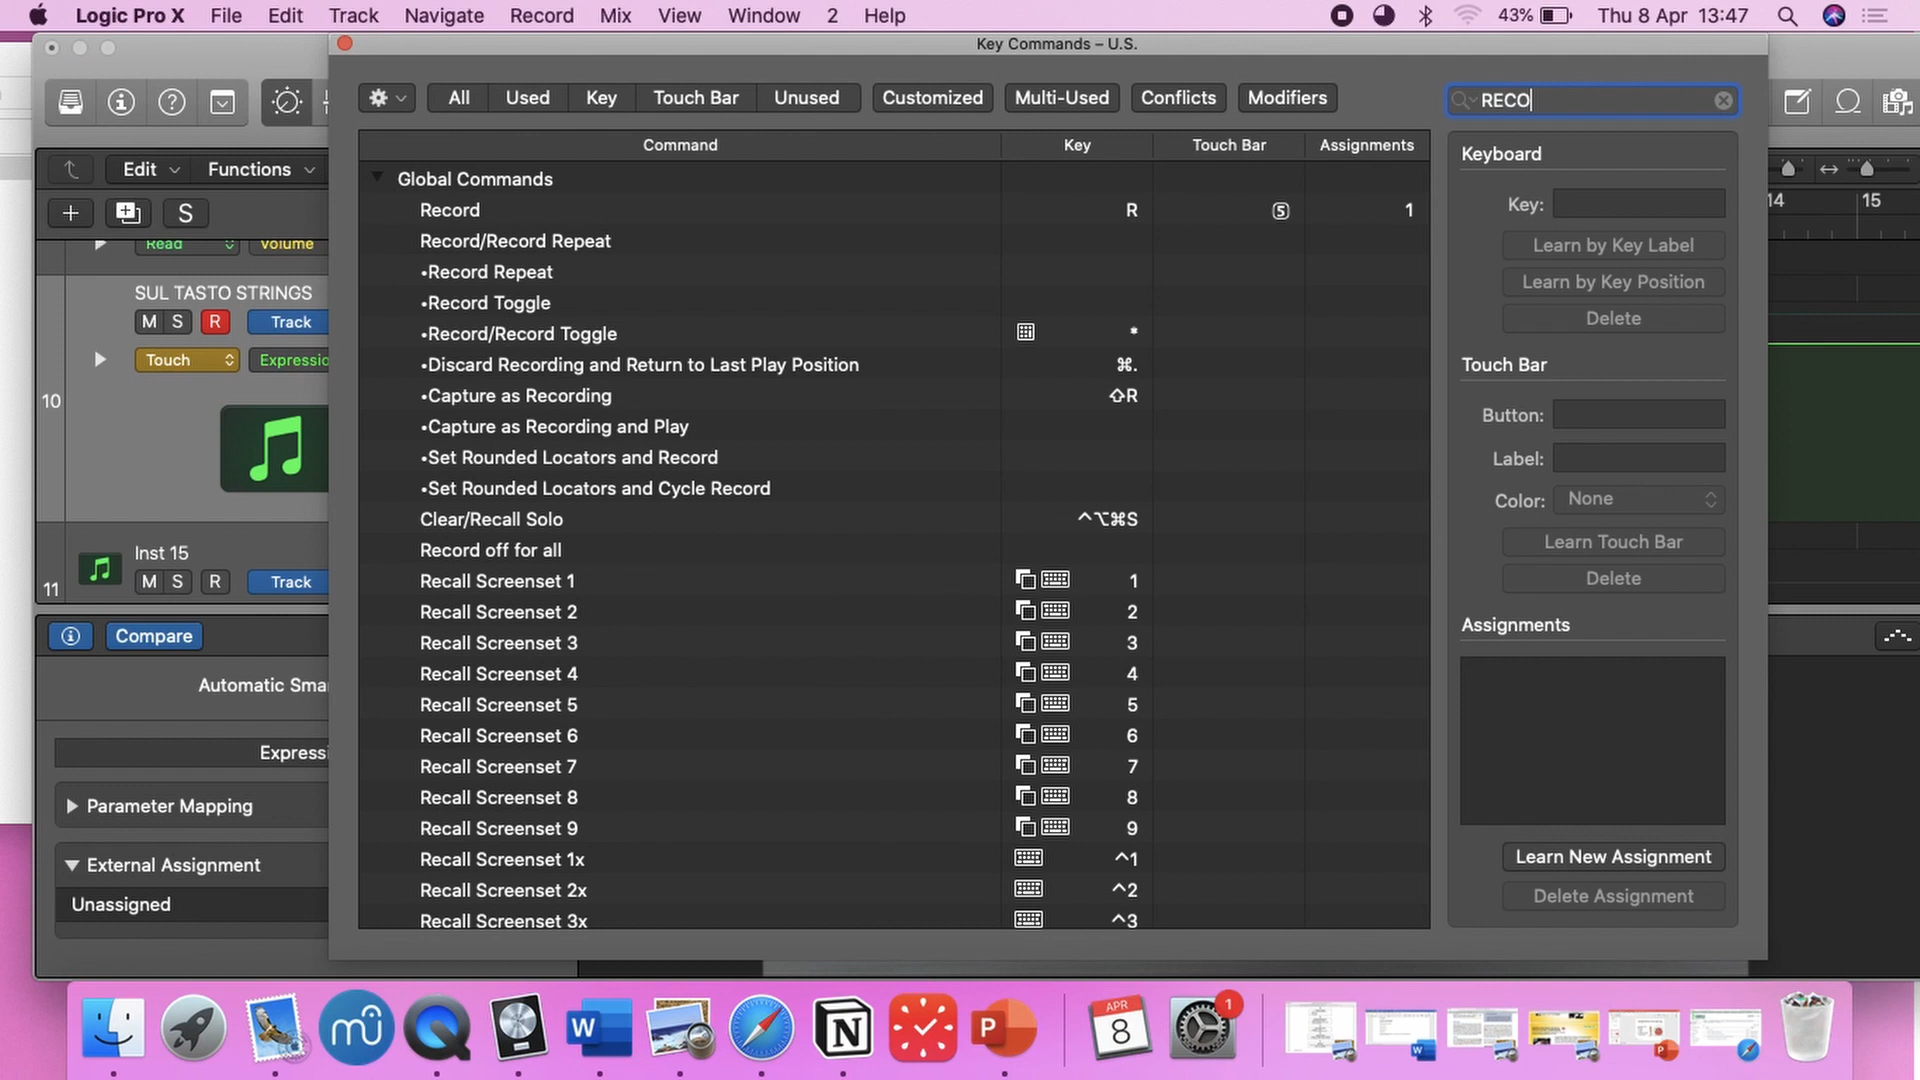 Logic Pro X File Edit Track Navigate Record Mix View Window 2 Help 43% Thu 8 Apr 13:47
Key Commands – U.S.
All Used Key Touch Bar Unused Customized Multi-Used Conflicts Modifiers RECO
Edit Functions
S
Read Volume
SUL TASTO STRINGS
M S R Track
Touch Expressio
10
Inst 15
M S R Track
11
Compare
Automatic Smar
Expressi
Parameter Mapping
External Assignment
Unassigned
Command Key Touch Bar Assignments
Global Commands
Record R S 1
Record/Record Repeat
•Record Repeat
•Record Toggle
•Record/Record Toggle *
•Discard Recording and Return to Last Play Position ⌘.
•Capture as Recording ⇧R
•Capture as Recording and Play
•Set Rounded Locators and Record
•Set Rounded Locators and Cycle Record
Clear/Recall Solo ^⌥⌘S
Record off for all
Recall Screenset 1 1
Recall Screenset 2 2
Recall Screenset 3 3
Recall Screenset 4 4
Recall Screenset 5 5
Recall Screenset 6 6
Recall Screenset 7 7
Recall Screenset 8 8
Recall Screenset 9 9
Recall Screenset 1x ^1
Recall Screenset 2x ^2
Recall Screenset 3x ^3
Keyboard
Key:
Learn by Key Label
Learn by Key Position
Delete
Touch Bar
Button:
Label:
Color: None
Learn Touch Bar
Delete
Assignments
Learn New Assignment
Delete Assignment
14 15
mu W N P
APR
8
1
W P